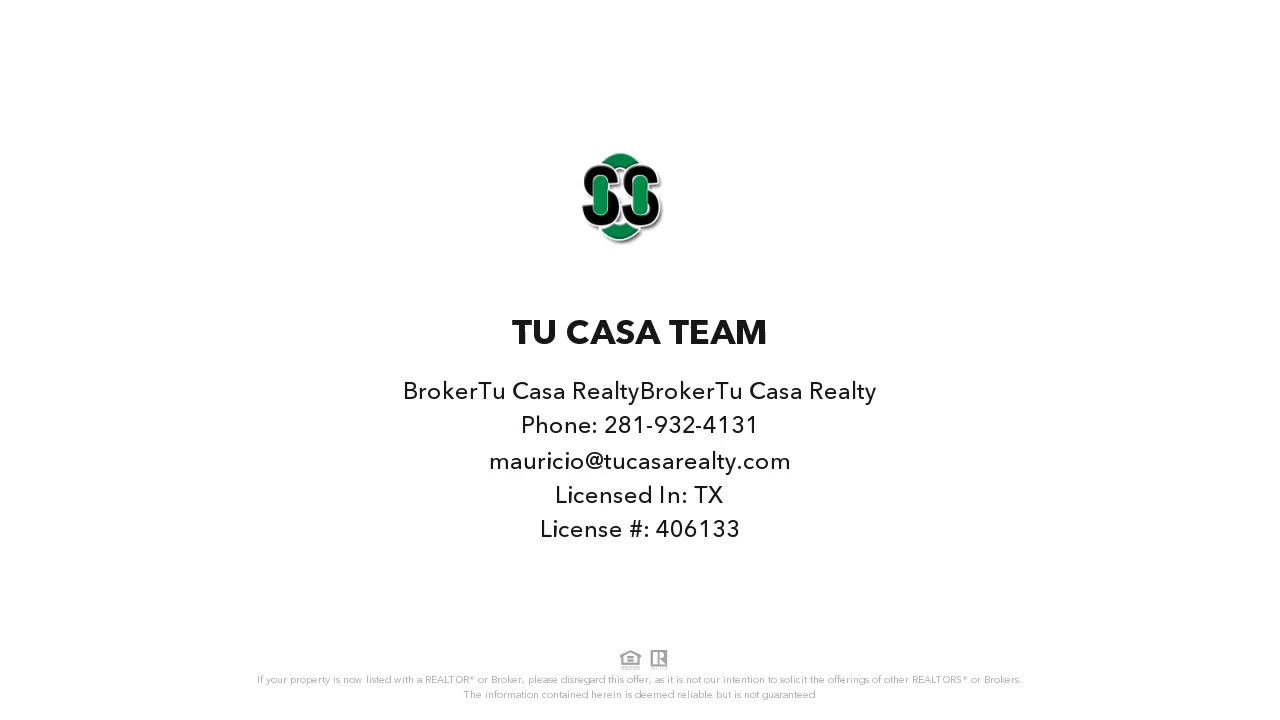 SS
TU CASA TEAM
BrokerTu Casa RealtyBrokerTu Casa Realty
Phone: 281-932-4131
mauricio@tucasarealty.com
Licensed In: TX
License #: 406133
If your property is now listed with a REALTOR® or Broker, please disregard this offer, as it is not our intention to solicit the offerings of other REALTORS® or Brokers.
The information contained herein is deemed reliable but is not guaranteed